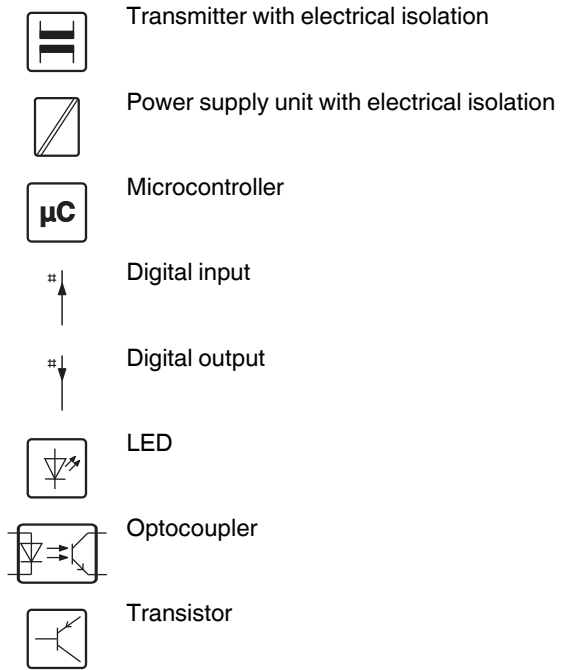 Transmitter with electrical isolation
Power supply unit with electrical isolation
µC Microcontroller
# Digital input
# Digital output
LED
Optocoupler
Transistor